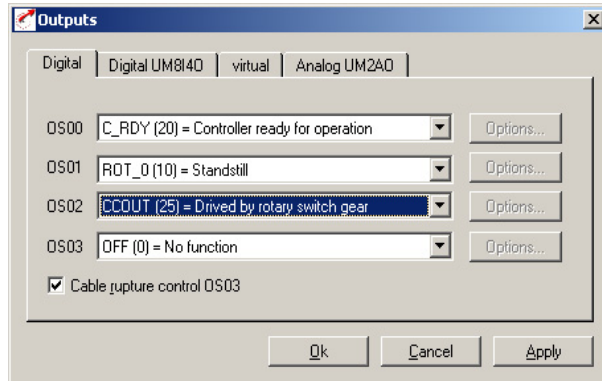 Outputs
Digital Digital UM8I4O virtual Analog UM2AO
OS00 C_RDY (20) = Controller ready for operation Options...
OS01 ROT_0 (10) = Standstill Options...
OS02 CCOUT (25) = Drived by rotary switch gear Options...
OS03 OFF (0) = No function Options...
Cable rupture control OS03
Ok Cancel Apply